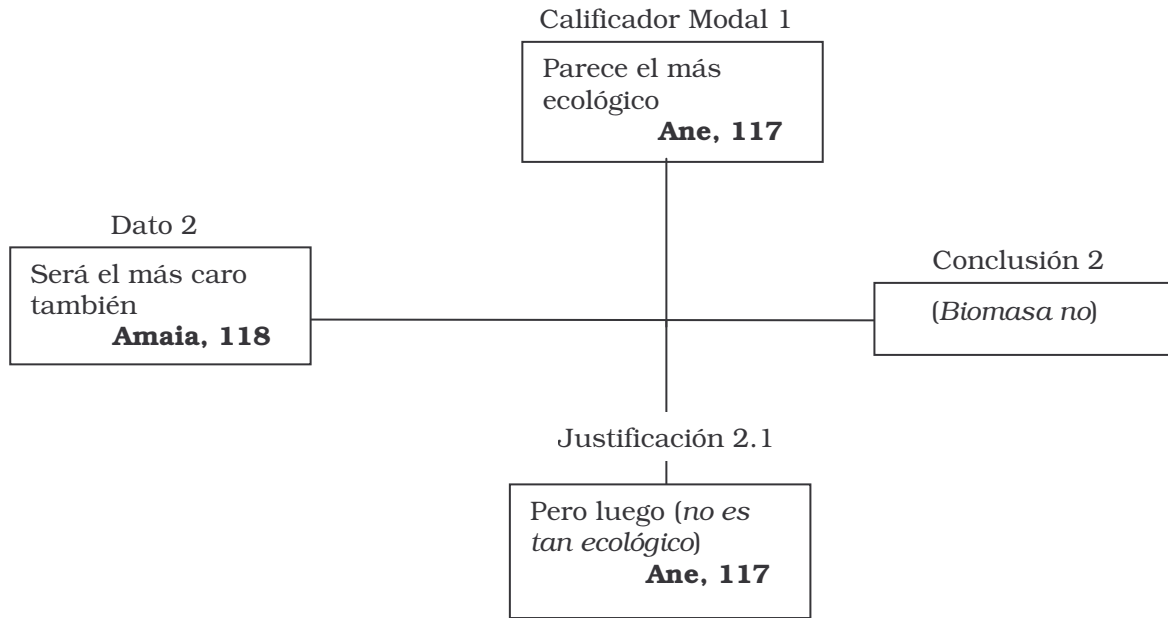 Calificador Modal 1
Parece el más
ecológico
Ane, 117
Dato 2
Será el más caro
también
Amaia, 118
Conclusión 2
(Biomasa no)
Justificación 2.1
Pero luego (no es
tan ecológico)
Ane, 117